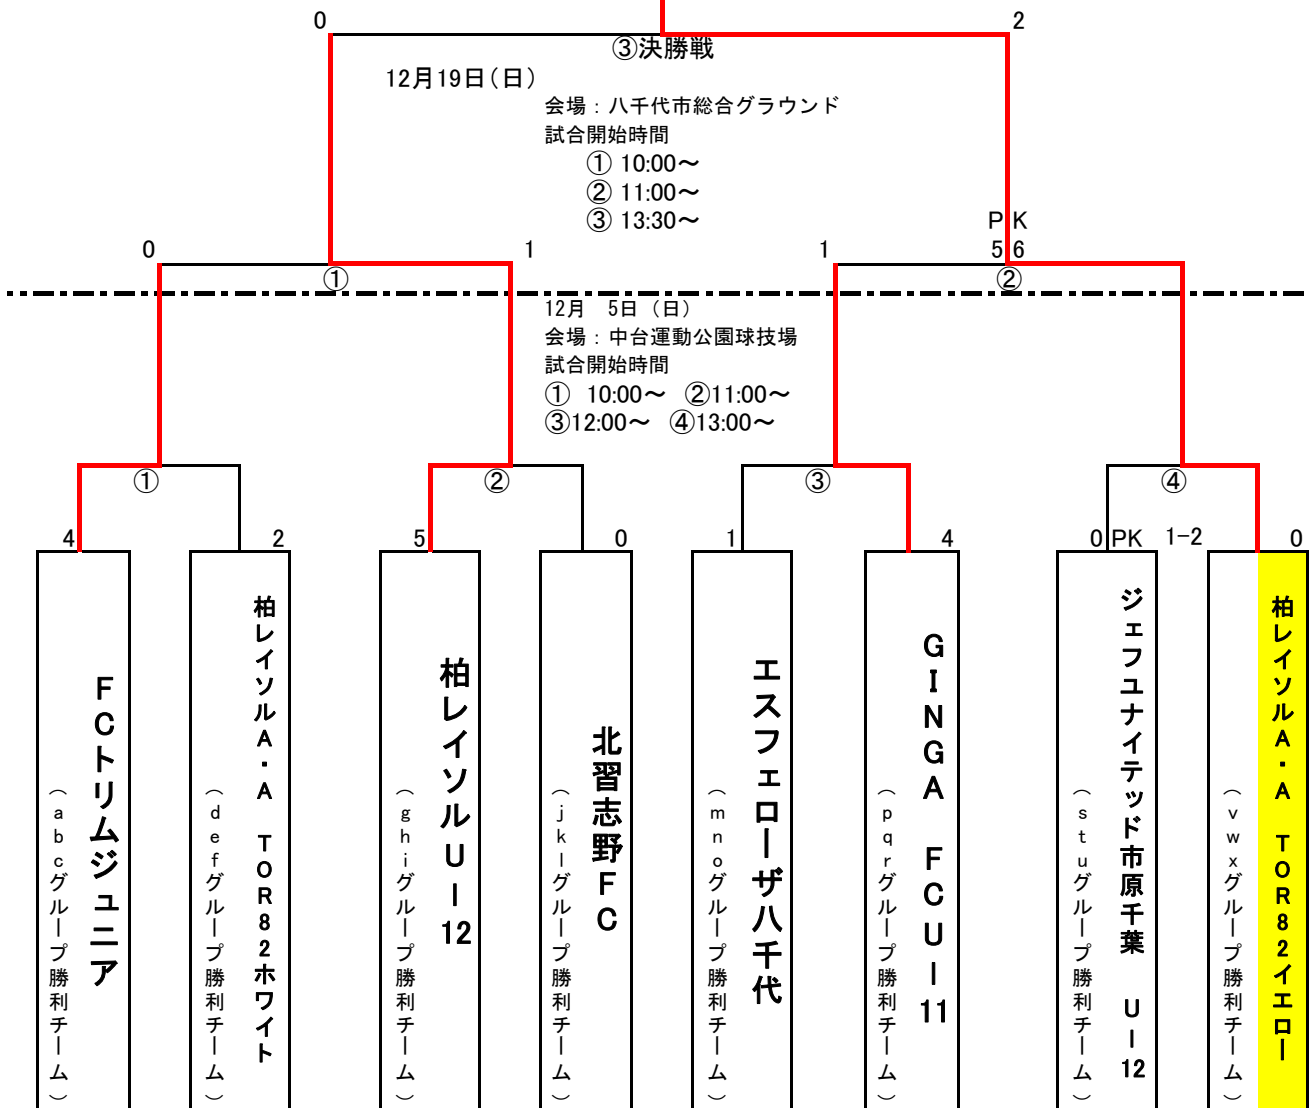 0
2
③決勝戦
12月19日(日)
会場：八千代市総合グラウンド
試合開始時間
① 10:00～
② 11:00～
③ 13:30～
PK
0
1
1
5 6
①
②
12月　5日（日）
会場：中台運動公園球技場
試合開始時間
①　10:00～　②11:00～
③12:00～　④13:00～
①
②
③
④
4
2
5
0
1
4
0 PK 1-2
0
FCトリムジュニア
（abcグループ勝利チーム）
柏レイソルA・A　TOR82ホワイト
（defグループ勝利チーム）
柏レイソルU－12
（ghiグループ勝利チーム）
北習志野FC
（jklグループ勝利チーム）
エスフェローザ八千代
（mnoグループ勝利チーム）
GINGA　FCU－11
（pqrグループ勝利チーム）
ジェフユナイテッド市原千葉　U－12
（stuグループ勝利チーム）
柏レイソルA・A　TOR82イエロー
（vwxグループ勝利チーム）